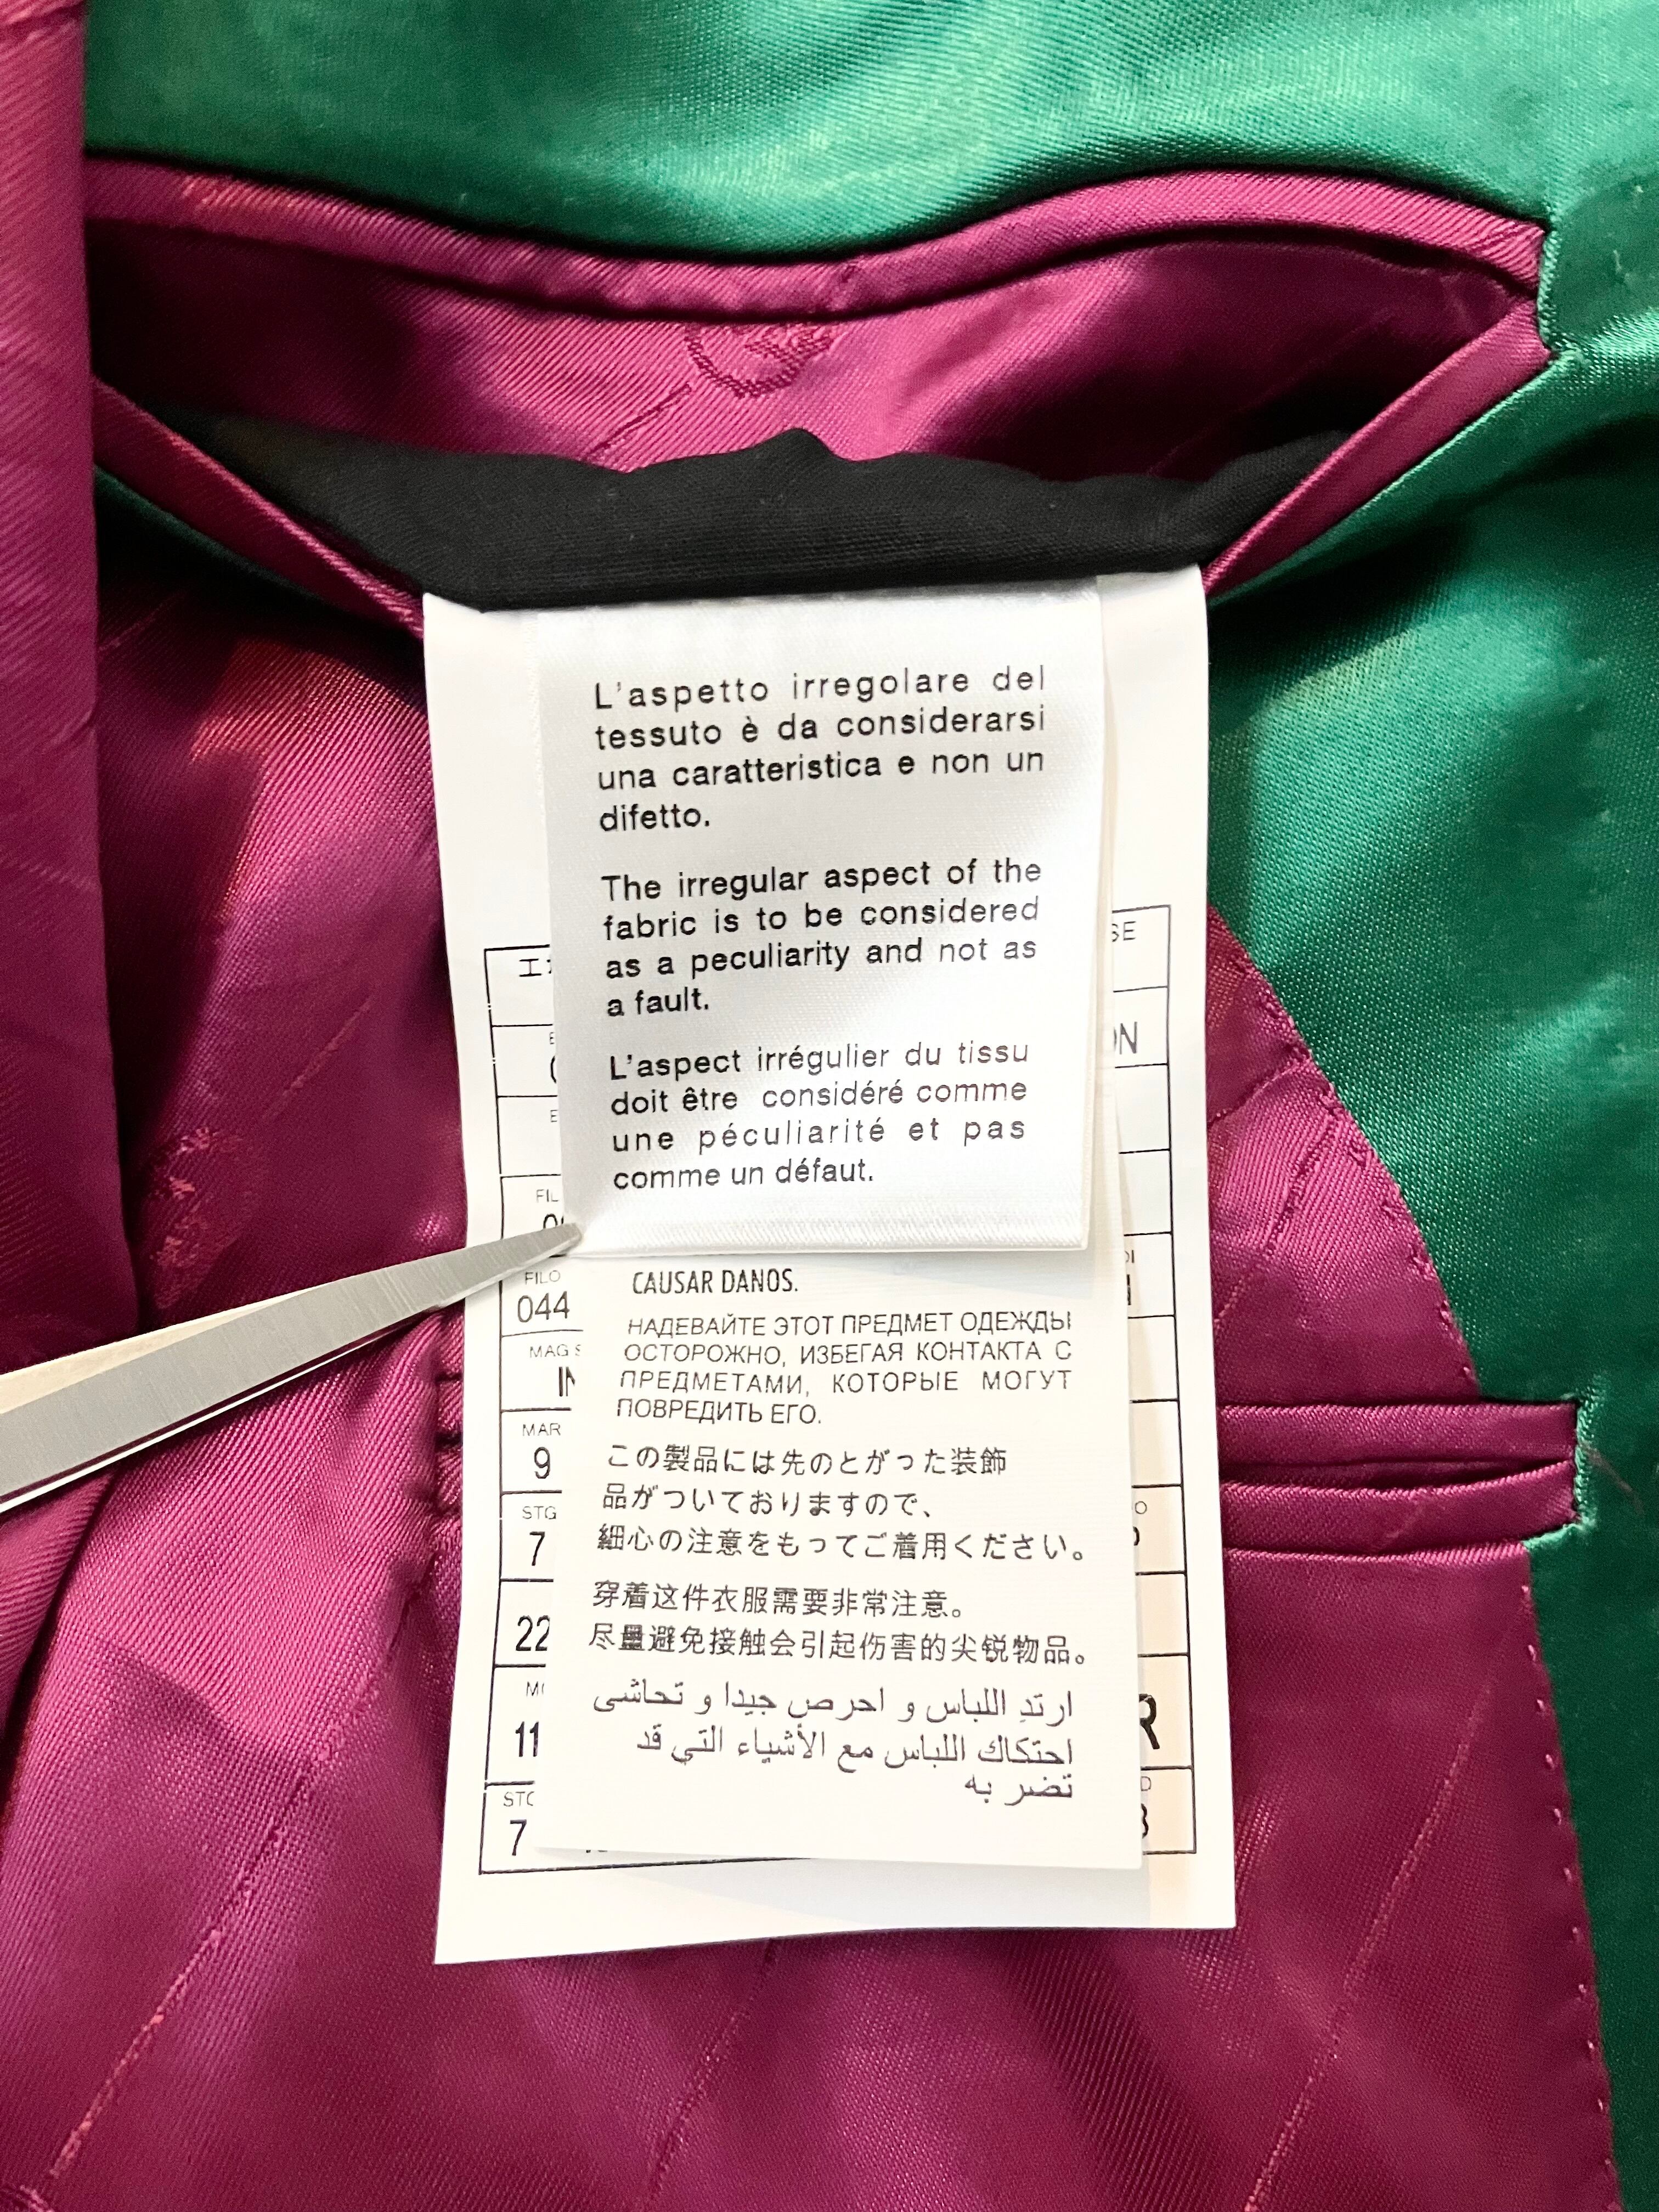 L'aspetto irregolare del
tessuto è da considerarsi
una caratteristica e non un
difetto.
The irregular aspect of the
fabric is to be considered
as a peculiarity and not as
a fault.
L'aspect irrégulier du tissu
doit être considéré comme
une péculiarité et pas
comme un défaut.
CAUSAR DANOS.
НАДЕВАЙТЕ ЭТОТ ПРЕДМЕТ ОДЕЖДЫ
ОСТОРОЖНО, ИЗБЕГАЯ КОНТАКТА С
ПРЕДМЕТАМИ, КОТОРЫЕ МОГУТ
ПОВРЕДИТЬ ЕГО.
この製品には先のとがった装飾
品がついておりますので、
細心の注意をもってご着用ください。
穿着这件衣服需要非常注意。
尽量避免接触会引起伤害的尖锐物品。
ارتدِ اللباس و احرص جيدا و تحاشى
احتكاك اللباس مع الأشياء التي قد
تضر به
SE
ON
FIL
FILO
044
MAG S
IN
MAR
9
STG
7
22
11
R
7